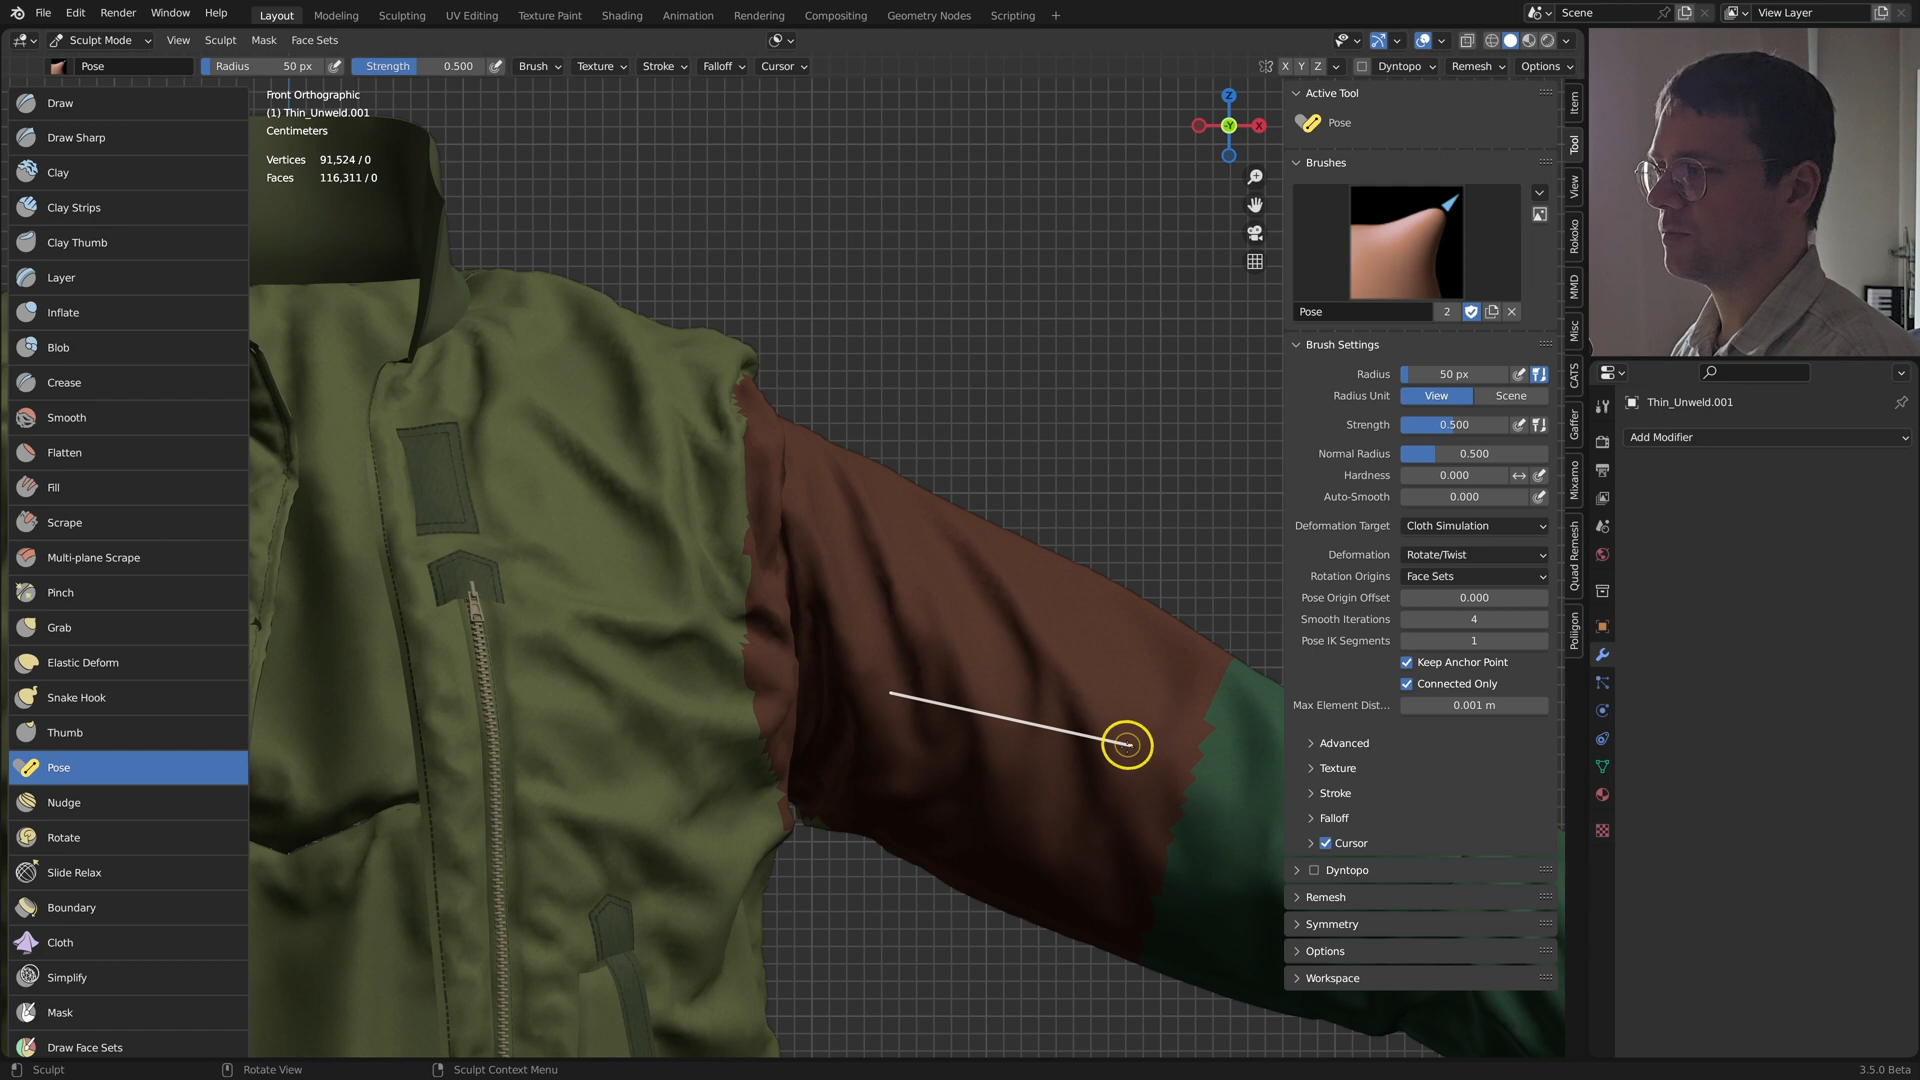 File Edit Render Window Help Layout Modeling Sculpting UV Editing Texture Paint Shading Animation Rendering Compositing Geometry Nodes Scripting + Scene View Layer
Sculpt Mode View Sculpt Mask Face Sets
Pose Radius 50 px Strength 0.500 Brush Texture Stroke Falloff Cursor X Y Z Dyntopo Remesh Options
Draw
Draw Sharp
Clay
Clay Strips
Clay Thumb
Layer
Inflate
Blob
Crease
Smooth
Flatten
Fill
Scrape
Multi-plane Scrape
Pinch
Grab
Elastic Deform
Snake Hook
Thumb
Pose
Nudge
Rotate
Slide Relax
Boundary
Cloth
Simplify
Mask
Draw Face Sets
Front Orthographic
(1) Thin_Unweld.001
Centimeters
Vertices 91,524 / 0
Faces 116,311 / 0
Z
-Y
X
Active Tool
Pose
Brushes
Pose 2
Brush Settings
Radius 50 px
Radius Unit View Scene
Strength 0.500
Normal Radius 0.500
Hardness 0.000
Auto-Smooth 0.000
Deformation Target Cloth Simulation
Deformation Rotate/Twist
Rotation Origins Face Sets
Pose Origin Offset 0.000
Smooth Iterations 4
Pose IK Segments 1
Keep Anchor Point
Connected Only
Max Element Dist... 0.001 m
Advanced
Texture
Stroke
Falloff
Cursor
Dyntopo
Remesh
Symmetry
Options
Workspace
Item
Tool
View
Rokoko
MMD
Misc
CATS
Gaffer
Mixamo
Quad Remesh
Poliigon
Thin_Unweld.001
Add Modifier
Sculpt Rotate View Sculpt Context Menu 3.5.0 Beta